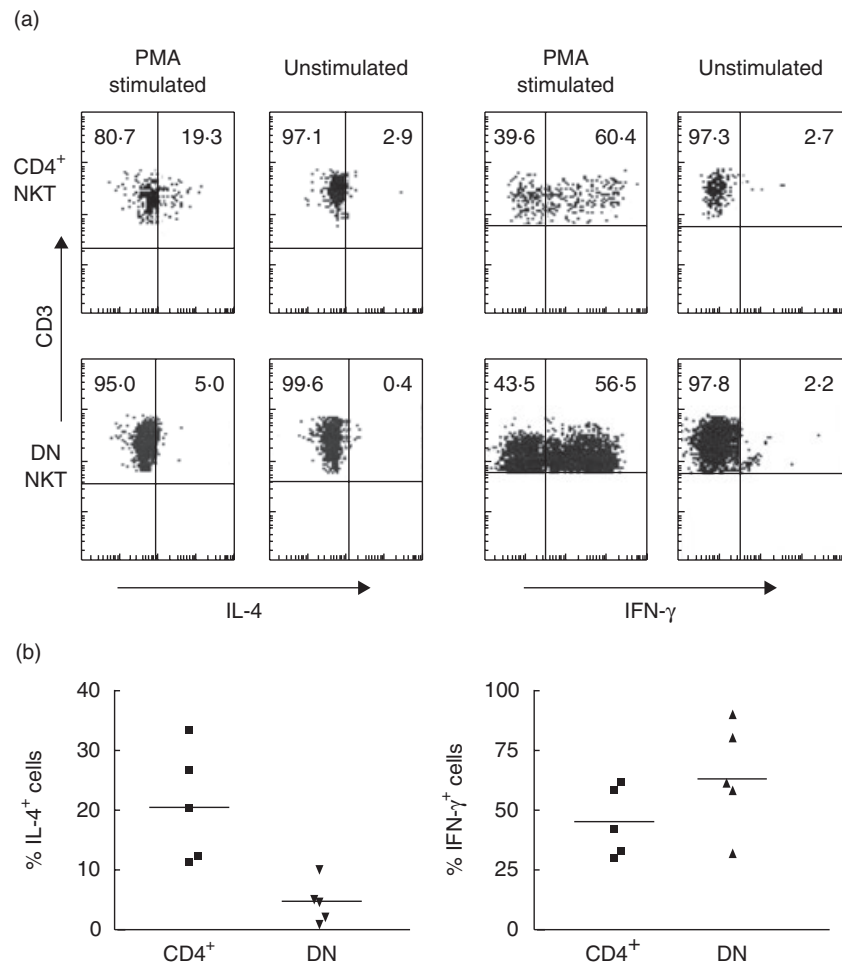 (a)
PMA stimulated
Unstimulated
PMA stimulated
Unstimulated
CD4+ NKT
80·7 19·3
97·1 2·9
39·6 60·4
97·3 2·7
CD3
DN NKT
95·0 5·0
99·6 0·4
43·5 56·5
97·8 2·2
IL-4
IFN-γ
(b)
% IL-4+ cells
40
30
20
10
0
CD4+ DN
% IFN-γ+ cells
100
75
50
25
0
CD4+ DN